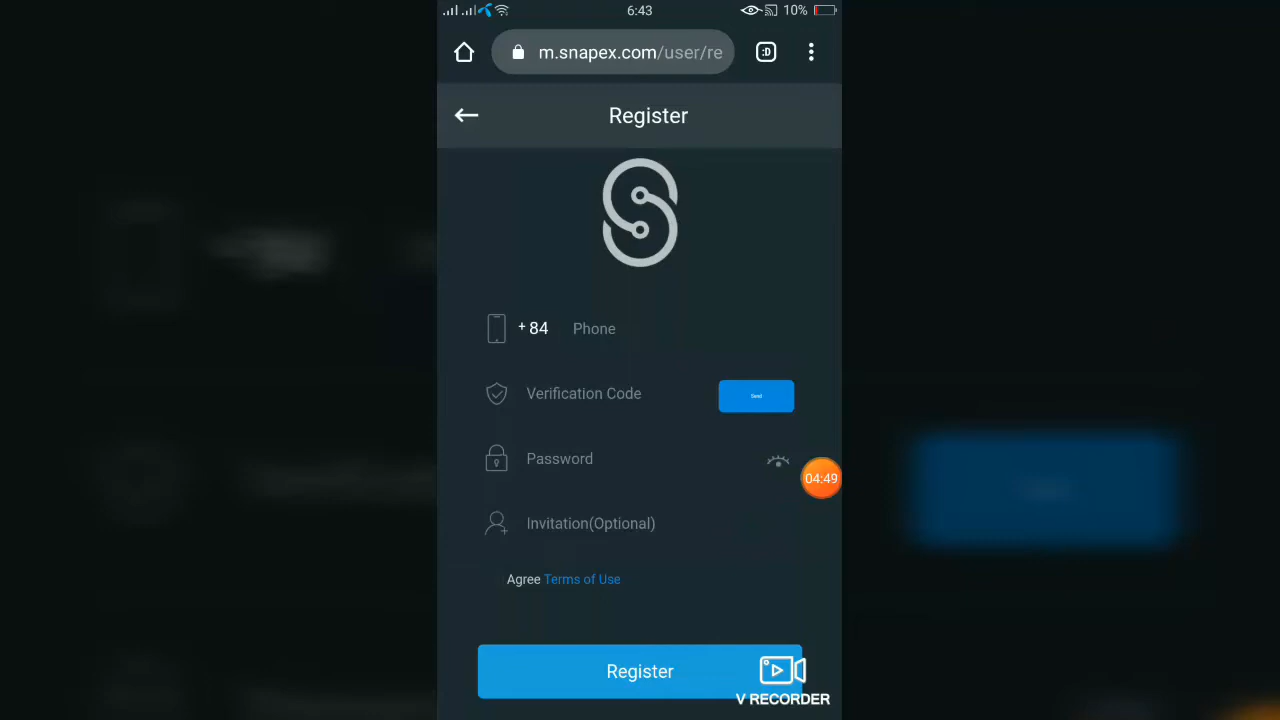 6:43
10%
m.snapex.com/user/re
:D
Register
+ 84 Phone
Verification Code
Send
Password
04:49
Invitation(Optional)
Agree Terms of Use
Register
V RECORDER